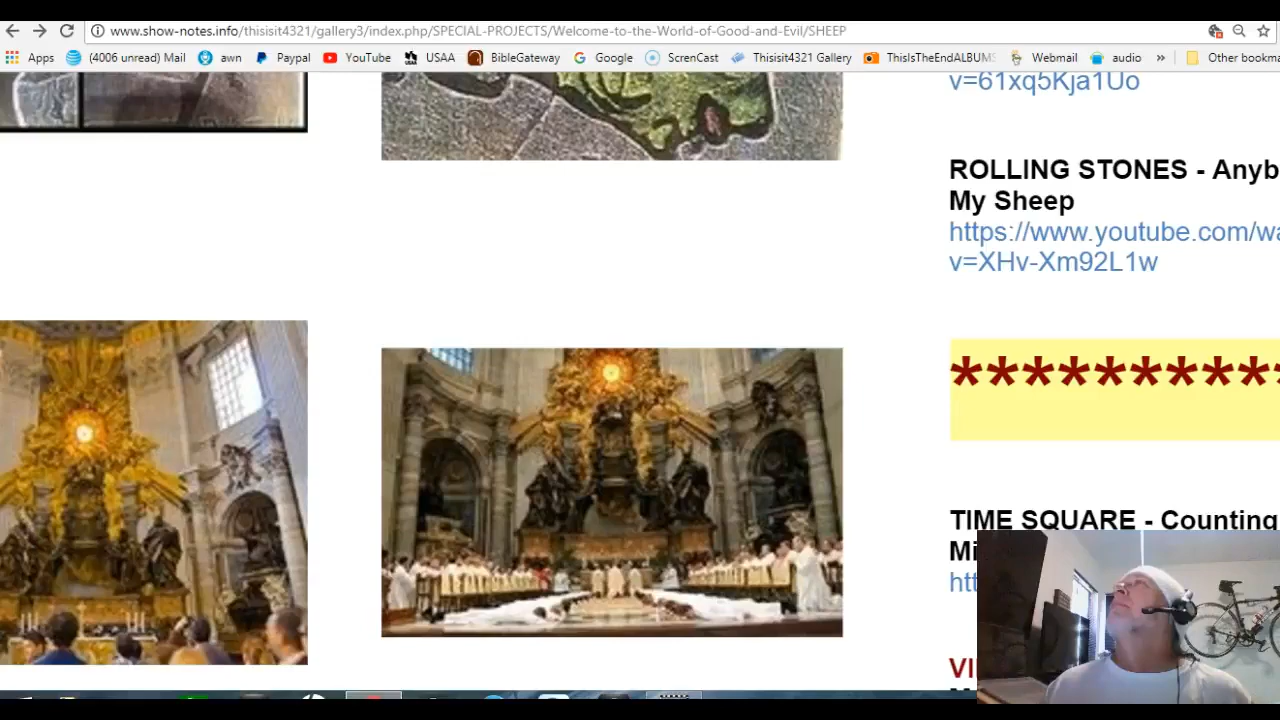 www.show-notes.info/thisisit4321/gallery3/index.php/SPECIAL-PROJECTS/Welcome-to-the-World-of-Good-and-Evil/SHEEP
Apps (4006 unread) Mail awn Paypal YouTube USAA BibleGateway Google ScrenCast Thisisit4321 Gallery ThisIsTheEndALBUMS Webmail audio » Other bookma
v=61xq5Kja1Uo
ROLLING STONES - Anyb
My Sheep
https://www.youtube.com/wa
v=XHv-Xm92L1w
**********
TIME SQUARE - Counting
Mi
htt
VI